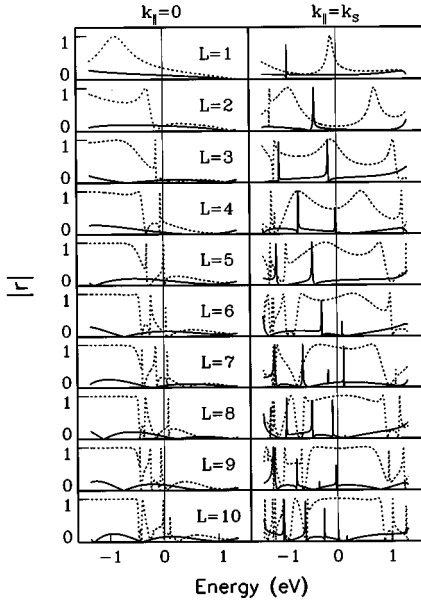 k∥=0 k∥=kS
1 L=1
0
1 L=2
0
1 L=3
0
1 L=4
0
1 L=5
0
1 L=6
0
1 L=7
0
1 L=8
0
1 L=9
0
1 L=10
0
|r|
−1 0 1 −1 0 1
Energy (eV)